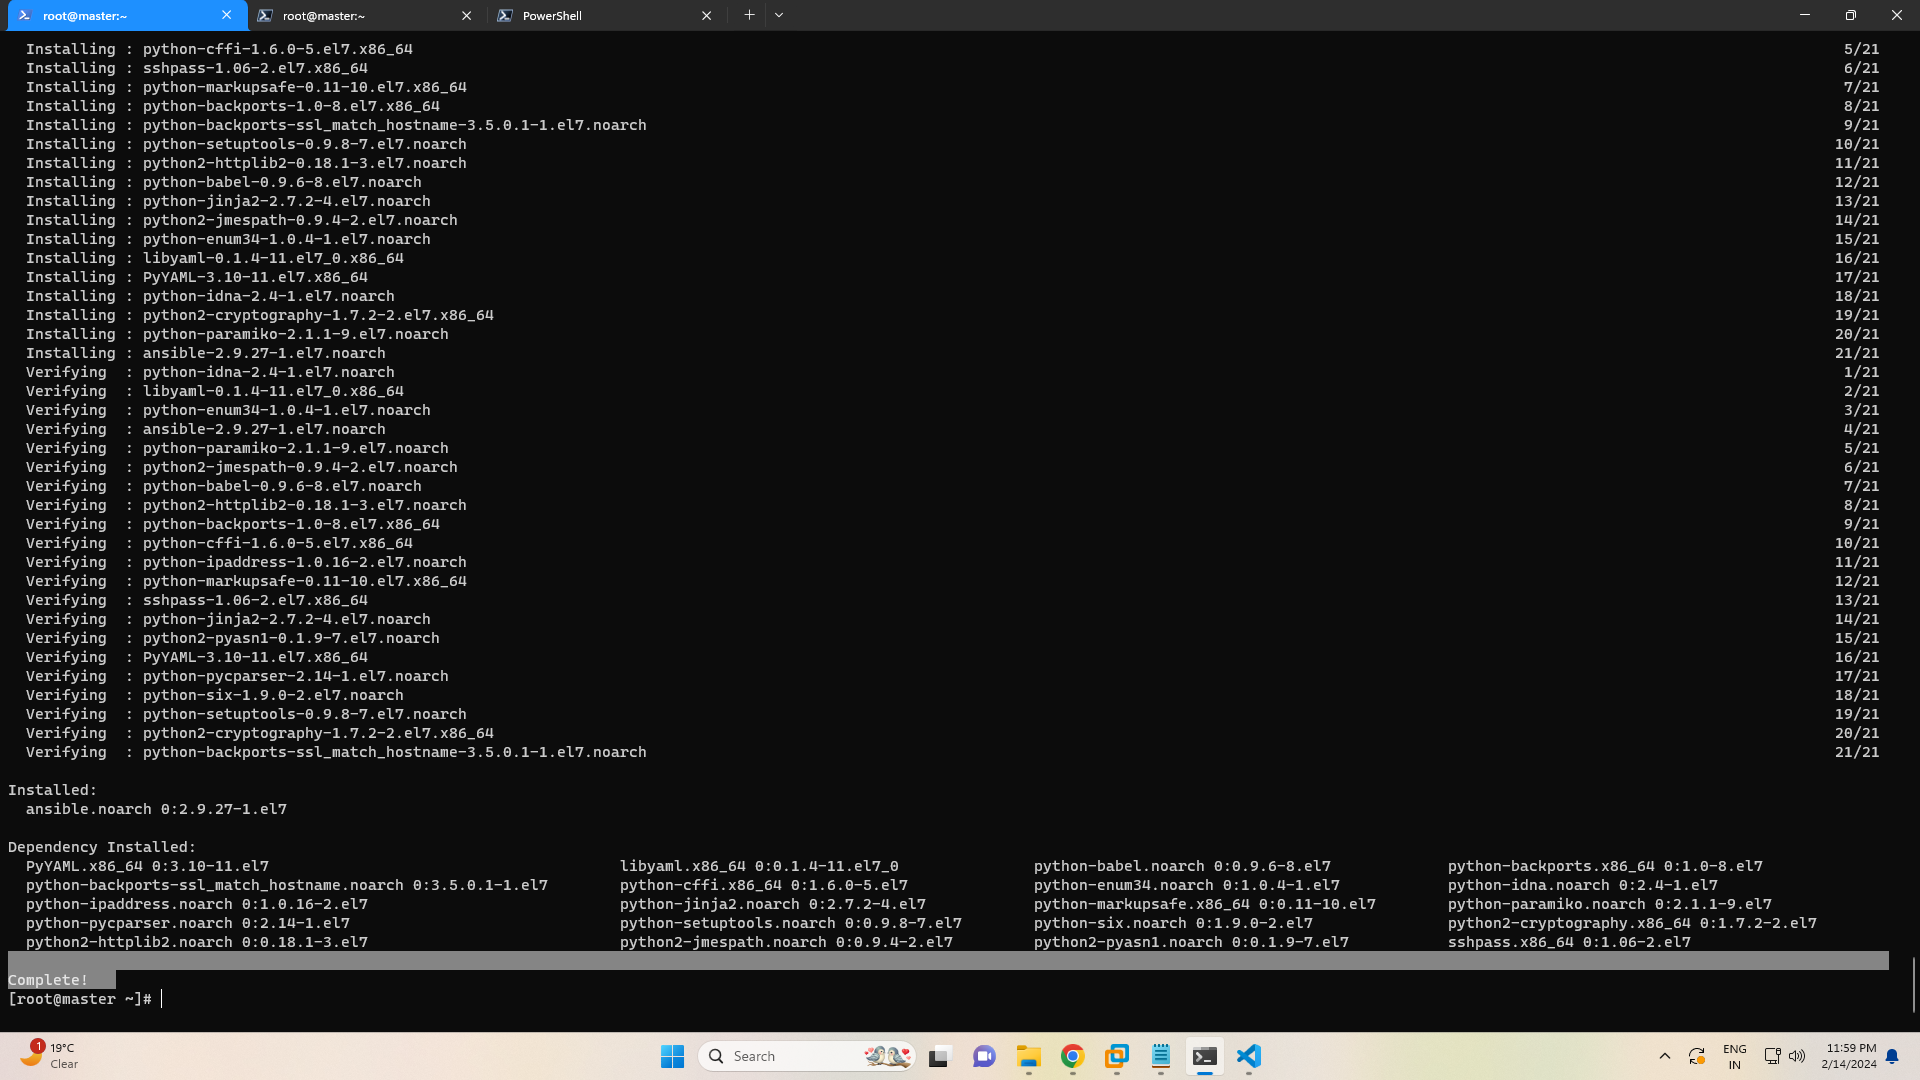 root@master:~
root@master:~
PowerShell
Installing : python-cffi-1.6.0-5.el7.x86_64 5/21
Installing : sshpass-1.06-2.el7.x86_64 6/21
Installing : python-markupsafe-0.11-10.el7.x86_64 7/21
Installing : python-backports-1.0-8.el7.x86_64 8/21
Installing : python-backports-ssl_match_hostname-3.5.0.1-1.el7.noarch 9/21
Installing : python-setuptools-0.9.8-7.el7.noarch 10/21
Installing : python2-httplib2-0.18.1-3.el7.noarch 11/21
Installing : python-babel-0.9.6-8.el7.noarch 12/21
Installing : python-jinja2-2.7.2-4.el7.noarch 13/21
Installing : python2-jmespath-0.9.4-2.el7.noarch 14/21
Installing : python-enum34-1.0.4-1.el7.noarch 15/21
Installing : libyaml-0.1.4-11.el7_0.x86_64 16/21
Installing : PyYAML-3.10-11.el7.x86_64 17/21
Installing : python-idna-2.4-1.el7.noarch 18/21
Installing : python2-cryptography-1.7.2-2.el7.x86_64 19/21
Installing : python-paramiko-2.1.1-9.el7.noarch 20/21
Installing : ansible-2.9.27-1.el7.noarch 21/21
Verifying : python-idna-2.4-1.el7.noarch 1/21
Verifying : libyaml-0.1.4-11.el7_0.x86_64 2/21
Verifying : python-enum34-1.0.4-1.el7.noarch 3/21
Verifying : ansible-2.9.27-1.el7.noarch 4/21
Verifying : python-paramiko-2.1.1-9.el7.noarch 5/21
Verifying : python2-jmespath-0.9.4-2.el7.noarch 6/21
Verifying : python-babel-0.9.6-8.el7.noarch 7/21
Verifying : python2-httplib2-0.18.1-3.el7.noarch 8/21
Verifying : python-backports-1.0-8.el7.x86_64 9/21
Verifying : python-cffi-1.6.0-5.el7.x86_64 10/21
Verifying : python-ipaddress-1.0.16-2.el7.noarch 11/21
Verifying : python-markupsafe-0.11-10.el7.x86_64 12/21
Verifying : sshpass-1.06-2.el7.x86_64 13/21
Verifying : python-jinja2-2.7.2-4.el7.noarch 14/21
Verifying : python2-pyasn1-0.1.9-7.el7.noarch 15/21
Verifying : PyYAML-3.10-11.el7.x86_64 16/21
Verifying : python-pycparser-2.14-1.el7.noarch 17/21
Verifying : python-six-1.9.0-2.el7.noarch 18/21
Verifying : python-setuptools-0.9.8-7.el7.noarch 19/21
Verifying : python2-cryptography-1.7.2-2.el7.x86_64 20/21
Verifying : python-backports-ssl_match_hostname-3.5.0.1-1.el7.noarch 21/21
Installed:
ansible.noarch 0:2.9.27-1.el7
Dependency Installed:
PyYAML.x86_64 0:3.10-11.el7 libyaml.x86_64 0:0.1.4-11.el7_0 python-babel.noarch 0:0.9.6-8.el7 python-backports.x86_64 0:1.0-8.el7
python-backports-ssl_match_hostname.noarch 0:3.5.0.1-1.el7 python-cffi.x86_64 0:1.6.0-5.el7 python-enum34.noarch 0:1.0.4-1.el7 python-idna.noarch 0:2.4-1.el7
python-ipaddress.noarch 0:1.0.16-2.el7 python-jinja2.noarch 0:2.7.2-4.el7 python-markupsafe.x86_64 0:0.11-10.el7 python-paramiko.noarch 0:2.1.1-9.el7
python-pycparser.noarch 0:2.14-1.el7 python-setuptools.noarch 0:0.9.8-7.el7 python-six.noarch 0:1.9.0-2.el7 python2-cryptography.x86_64 0:1.7.2-2.el7
python2-httplib2.noarch 0:0.18.1-3.el7 python2-jmespath.noarch 0:0.9.4-2.el7 python2-pyasn1.noarch 0:0.1.9-7.el7 sshpass.x86_64 0:1.06-2.el7
Complete!
[root@master ~]#
1
19°C
Clear
Search
ENG
IN
11:59 PM
2/14/2024